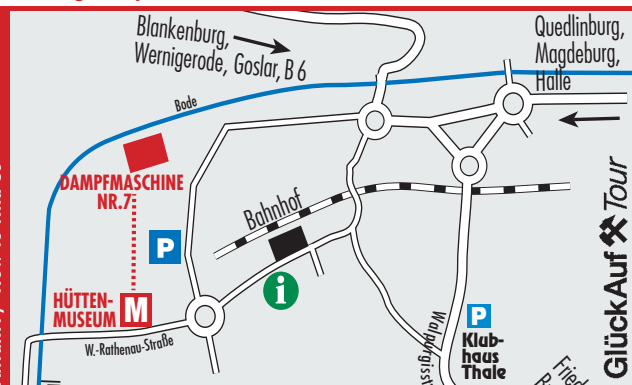 Blankenburg,
Wernigerode, Goslar, B 6
Quedlinburg,
Magdeburg,
Halle
Bode
DAMPFMASCHINE
NR.7
Bahnhof
P
i
HÜTTEN-
MUSEUM M
W.-Rathenau-Straße
P
Klub-
haus
Thale
GlückAuf Tour